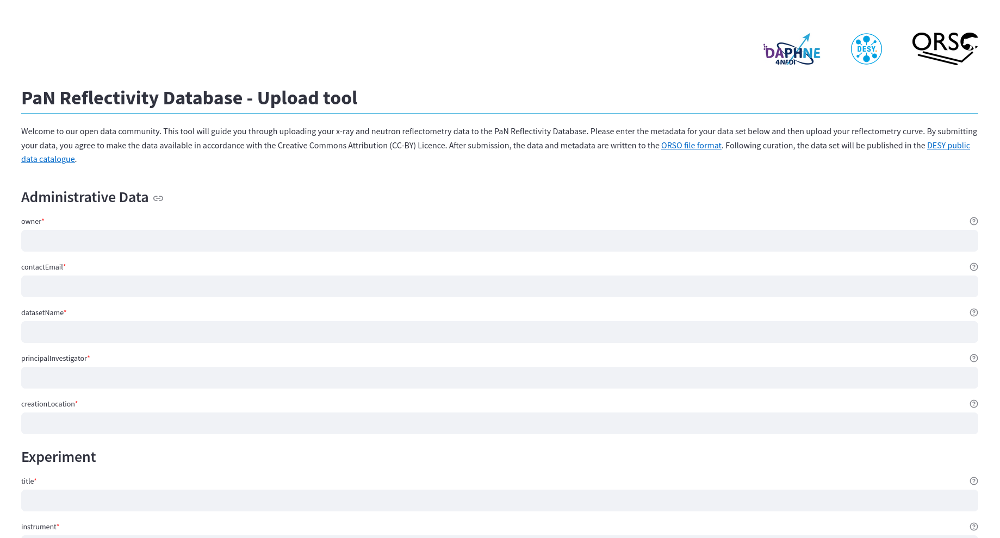 DAPHNE
4NFDI
DESY.
ORSO
PaN Reflectivity Database - Upload tool
Welcome to our open data community. This tool will guide you through uploading your x-ray and neutron reflectometry data to the PaN Reflectivity Database. Please enter the metadata for your data set below and then upload your reflectometry curve. By submitting
your data, you agree to make the data available in accordance with the Creative Commons Attribution (CC-BY) Licence. After submission, the data and metadata are written to the ORSO file format. Following curation, the data set will be published in the DESY public
data catalogue.
Administrative Data
owner*
contactEmail*
datasetName*
principalInvestigator*
creationLocation*
Experiment
title*
instrument*